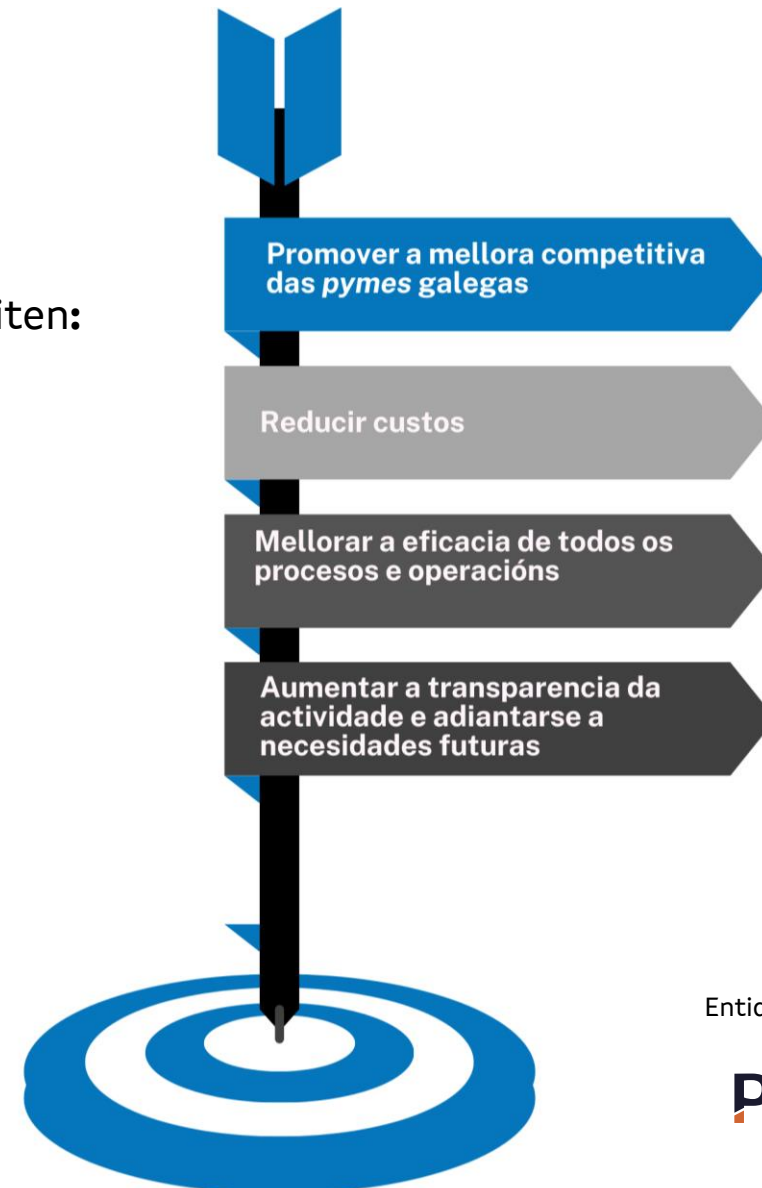 Promover a mellora competitiva
das pymes galegas
iten:
Reducir custos
Mellorar a eficacia de todos os
procesos e operacións
Aumentar a transparencia da
actividade e adiantarse a
necesidades futuras